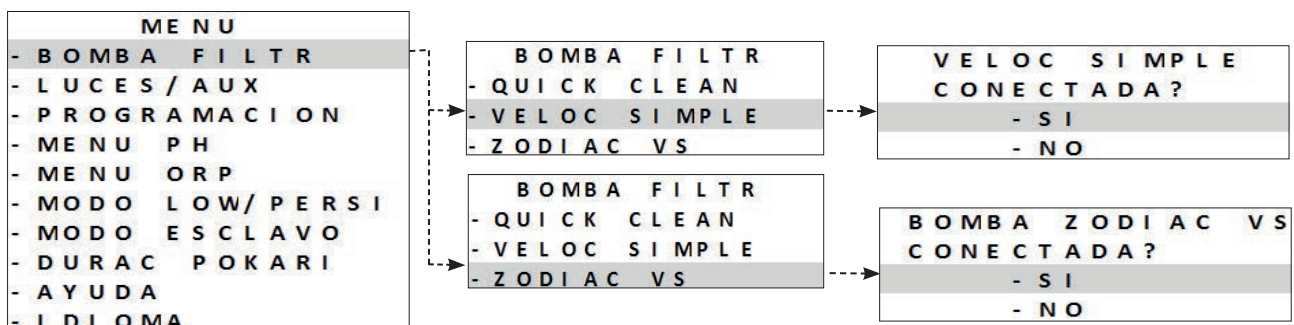 MENU
- BOMBA FILTR
- LUCES/AUX
- PROGRAMACION
- MENU PH
- MENU ORP
- MODO LOW/PERSI
- MODO ESCLAVO
- DURAC POKARI
- AYUDA
- IDIOMA
BOMBA FILTR
- QUICK CLEAN
- VELOC SIMPLE
- ZODIAC VS
VELOC SIMPLE
CONECTADA?
- SI
- NO
BOMBA FILTR
- QUICK CLEAN
- VELOC SIMPLE
- ZODIAC VS
BOMBA ZODIAC VS
CONECTADA?
- SI
- NO